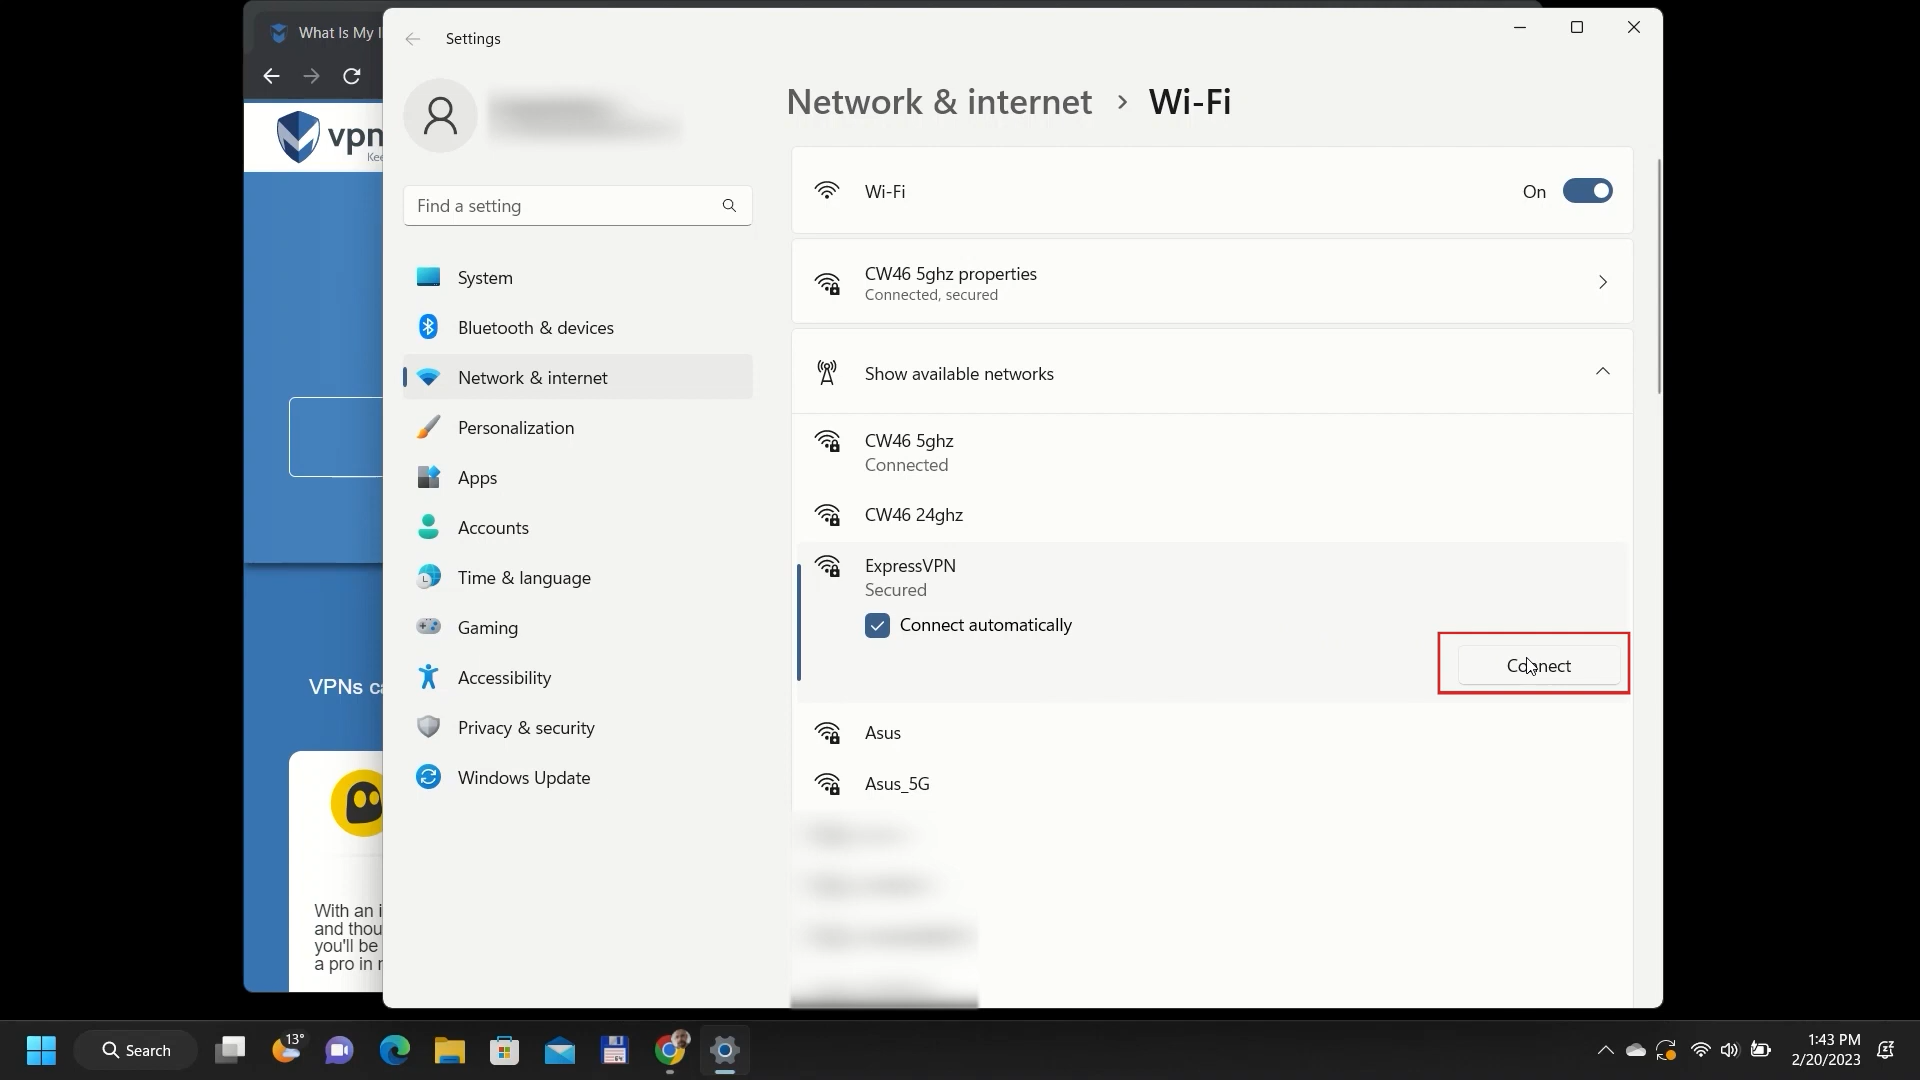 What Is My
Settings
vpn
Kee
Find a setting
System
Bluetooth & devices
Network & internet
Personalization
Apps
Accounts
Time & language
Gaming
Accessibility
Privacy & security
Windows Update
Network & internet > Wi-Fi
Wi-Fi
On
CW46 5ghz properties
Connected, secured
Show available networks
CW46 5ghz
Connected
CW46 24ghz
ExpressVPN
Secured
Connect automatically
Connect
Asus
Asus_5G
VPNs ca
With an i
and thou
you'll be
a pro in
Search
13°
1:43 PM
2/20/2023